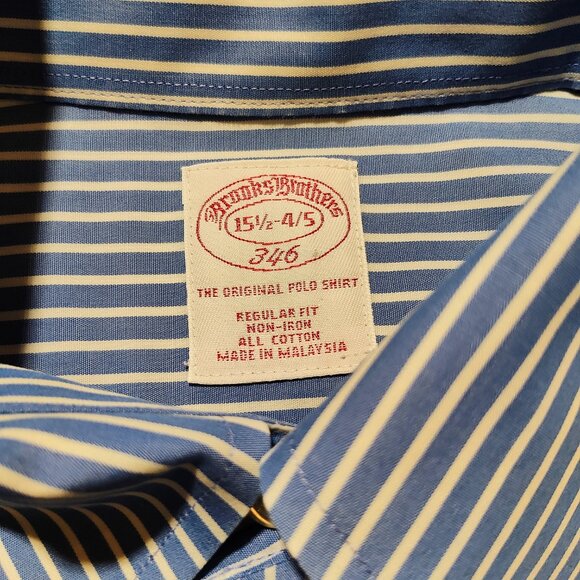 Brooks Brothers
15½-4/5
346
THE ORIGINAL POLO SHIRT
REGULAR FIT
NON-IRON
ALL COTTON
MADE IN MALAYSIA